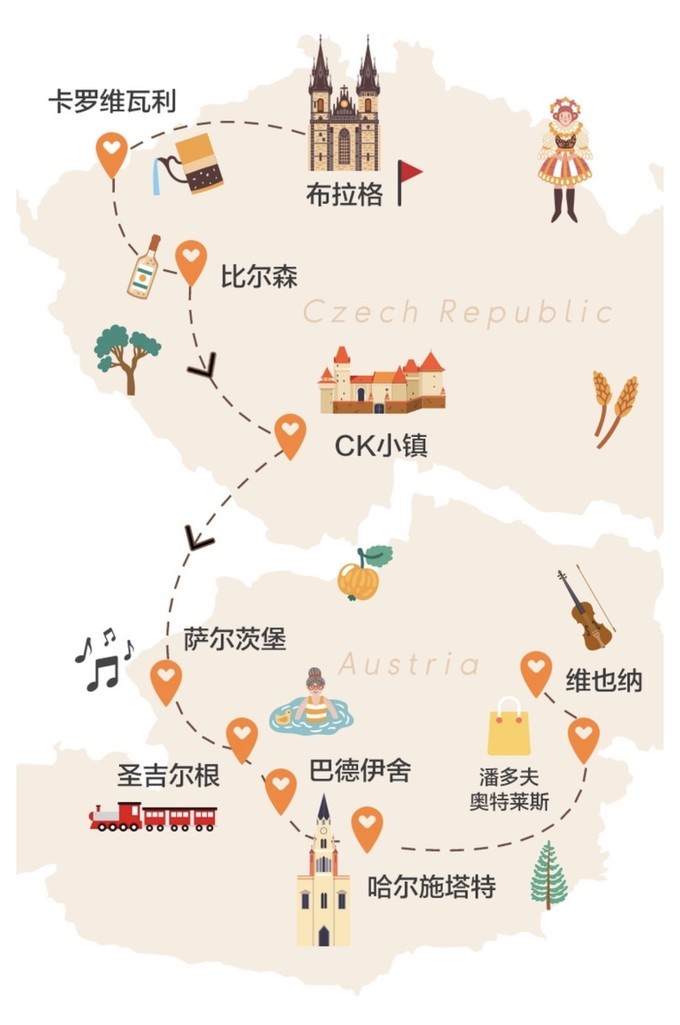 卡罗维瓦利
布拉格
比尔森
Czech Republic
CK小镇
萨尔茨堡
Austria
维也纳
圣吉尔根
巴德伊舍
潘多夫
奥特莱斯
哈尔施塔特